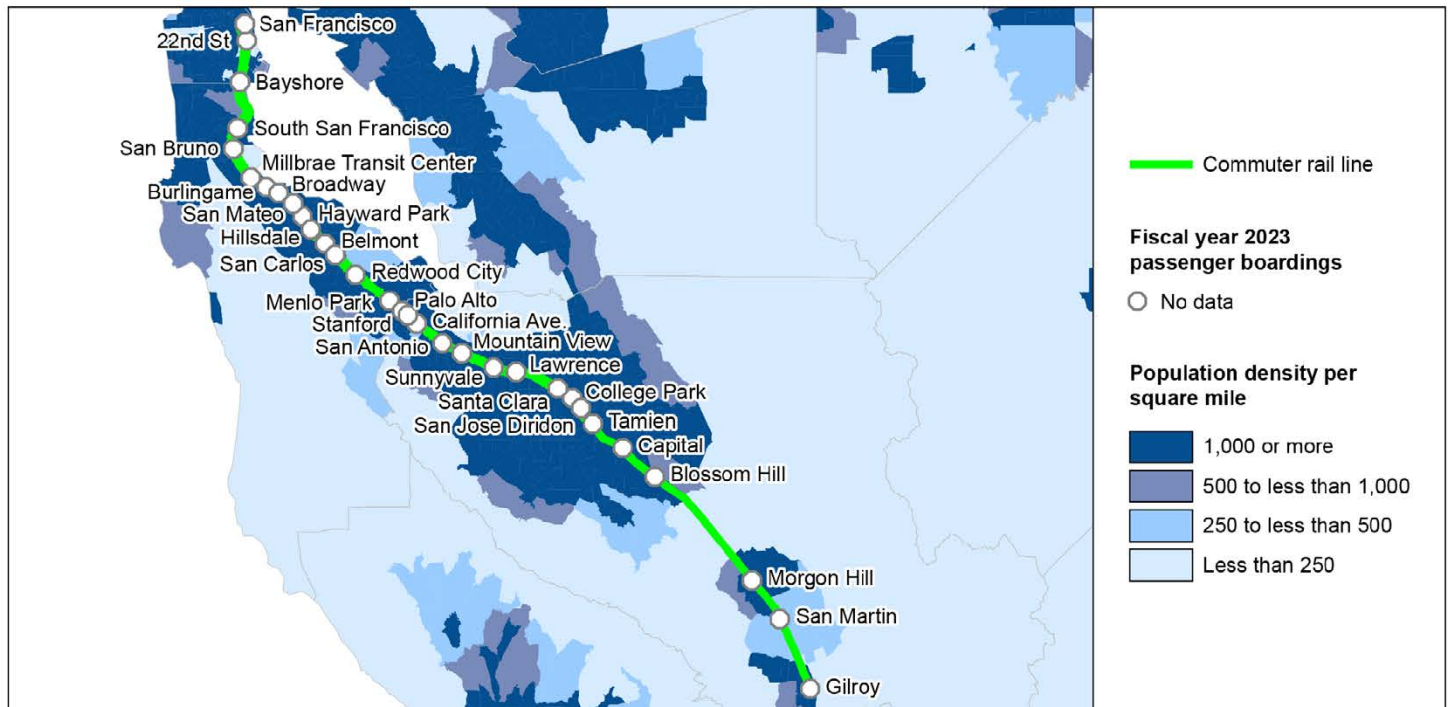 San Francisco
22nd St
Bayshore
South San Francisco
San Bruno
Millbrae Transit Center
Broadway
Burlingame
San Mateo
Hayward Park
Hillsdale
Belmont
San Carlos
Redwood City
Menlo Park
Palo Alto
Stanford
California Ave.
San Antonio
Mountain View
Sunnyvale
Lawrence
Santa Clara
College Park
San Jose Diridon
Tamien
Capital
Blossom Hill
Morgon Hill
San Martin
Gilroy
Commuter rail line
Fiscal year 2023
passenger boardings
No data
Population density per
square mile
1,000 or more
500 to less than 1,000
250 to less than 500
Less than 250